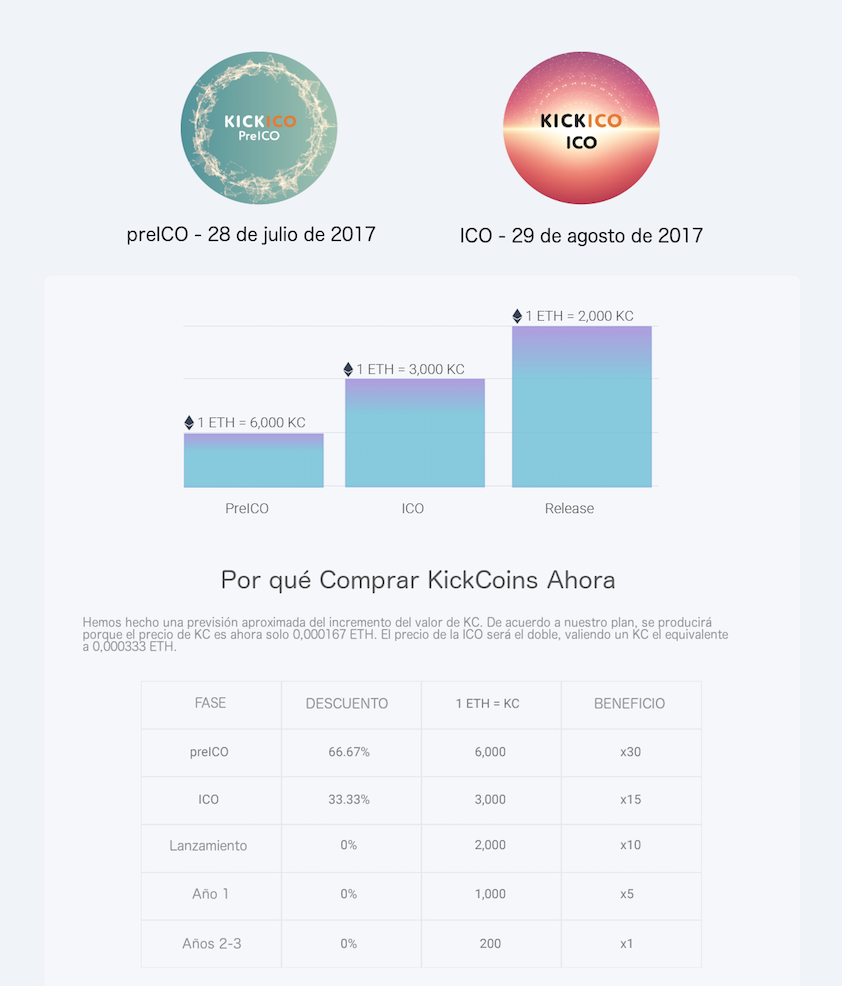 KICKICO
PreICO
KICKICO
ICO
preICO - 28 de julio de 2017
ICO - 29 de agosto de 2017
1 ETH = 2,000 KC
1 ETH = 3,000 KC
1 ETH = 6,000 KC
PreICO ICO Release
Por qué Comprar KickCoins Ahora
Hemos hecho una previsión aproximada del incremento del valor de KC. De acuerdo a nuestro plan, se producirá
porque el precio de KC es ahora solo 0,000167 ETH. El precio de la ICO será el doble, valiendo un KC el equivalente
a 0,000333 ETH.
FASE DESCUENTO 1 ETH = KC BENEFICIO
preICO 66.67% 6,000 x30
ICO 33.33% 3,000 x15
Lanzamiento 0% 2,000 x10
Año 1 0% 1,000 x5
Años 2-3 0% 200 x1